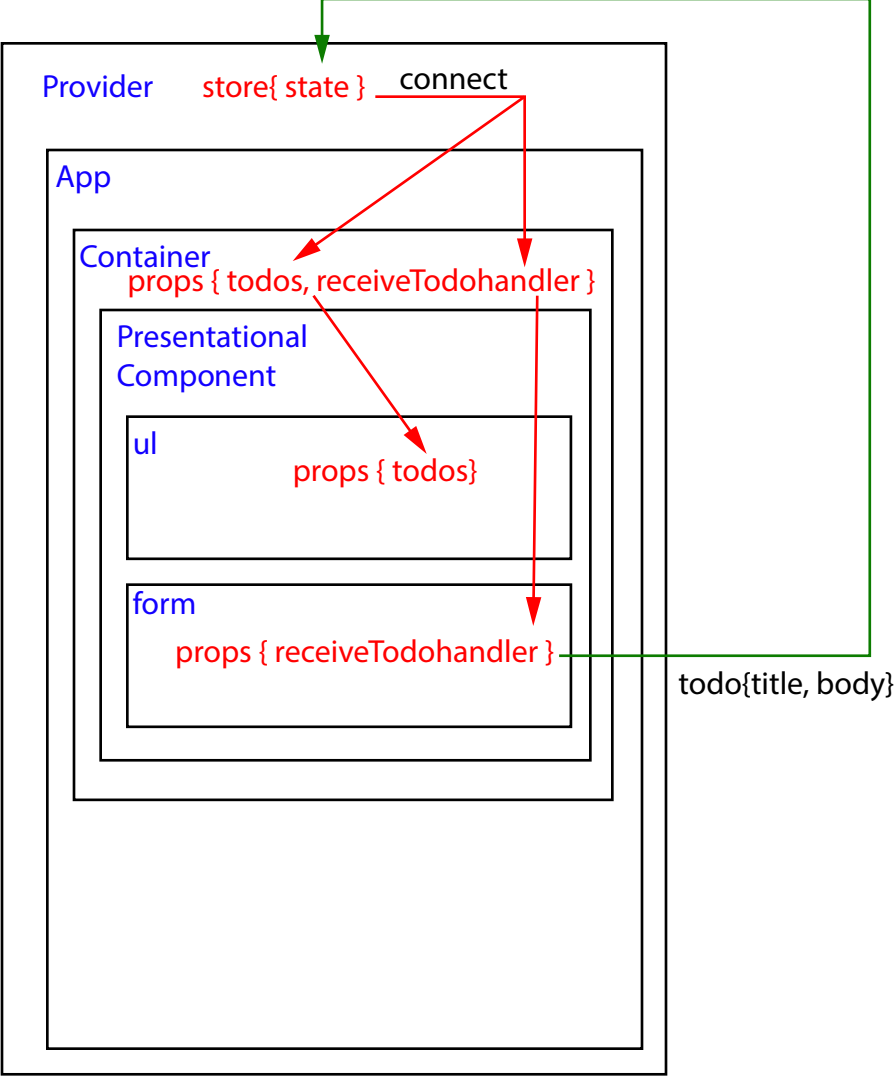 Provider store{ state } connect
App
Container
props { todos, receiveTodohandler }
Presentational
Component
ul
props { todos}
form
props { receiveTodohandler }
todo{title, body}